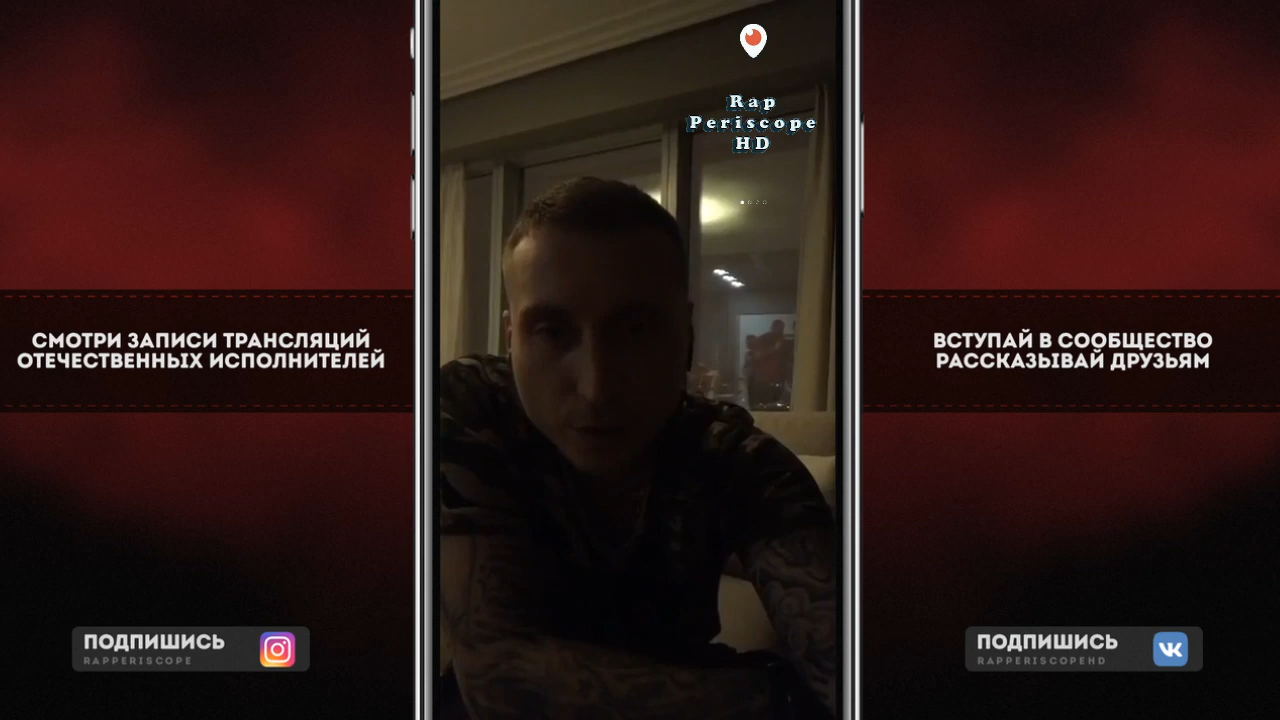 Rap
Periscope
HD
СМОТРИ ЗАПИСИ ТРАНСЛЯЦИЙ
ОТЕЧЕСТВЕННЫХ ИСПОЛНИТЕЛЕЙ
ВСТУПАЙ В СООБЩЕСТВО
РАССКАЗЫВАЙ ДРУЗЬЯМ
ПОДПИШИСЬ
RAPPERISCOPE
ПОДПИШИСЬ
RAPPERISCOPEHD